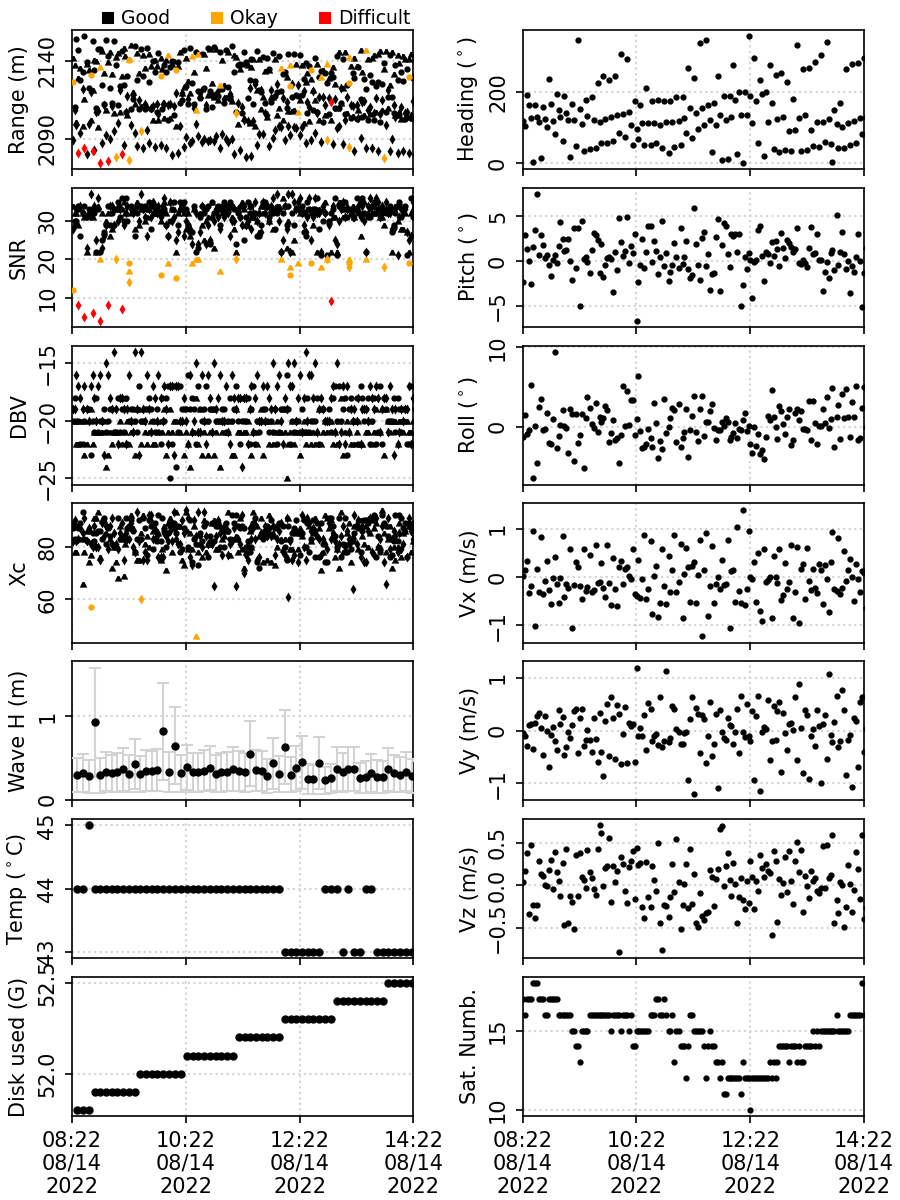 Good Okay Difficult
Range (m)
2140
2090
Heading (°)
200
0
SNR
30
20
10
Pitch (°)
5
0
−5
DBV
−15
−20
−25
Roll (°)
10
0
Xc
80
60
Vx (m/s)
1
0
−1
Wave H (m)
1
0
Vy (m/s)
1
0
−1
Temp (°C)
45
44
43
Vz (m/s)
0.5
0.0
−0.5
Disk used (G)
52.5
52.0
Sat. Numb.
15
10
08:22 10:22 12:22 14:22 08:22 10:22 12:22 14:22
08/14 08/14 08/14 08/14 08/14 08/14 08/14 08/14
2022 2022 2022 2022 2022 2022 2022 2022